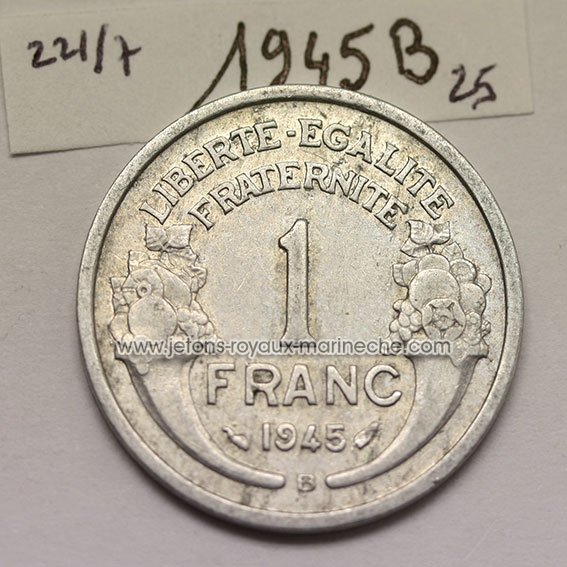 221/7 1945B 25
LIBERTE-EGALITE
FRATERNITE
1
www.jetons-royaux-marineche.com
FRANC
1945
B